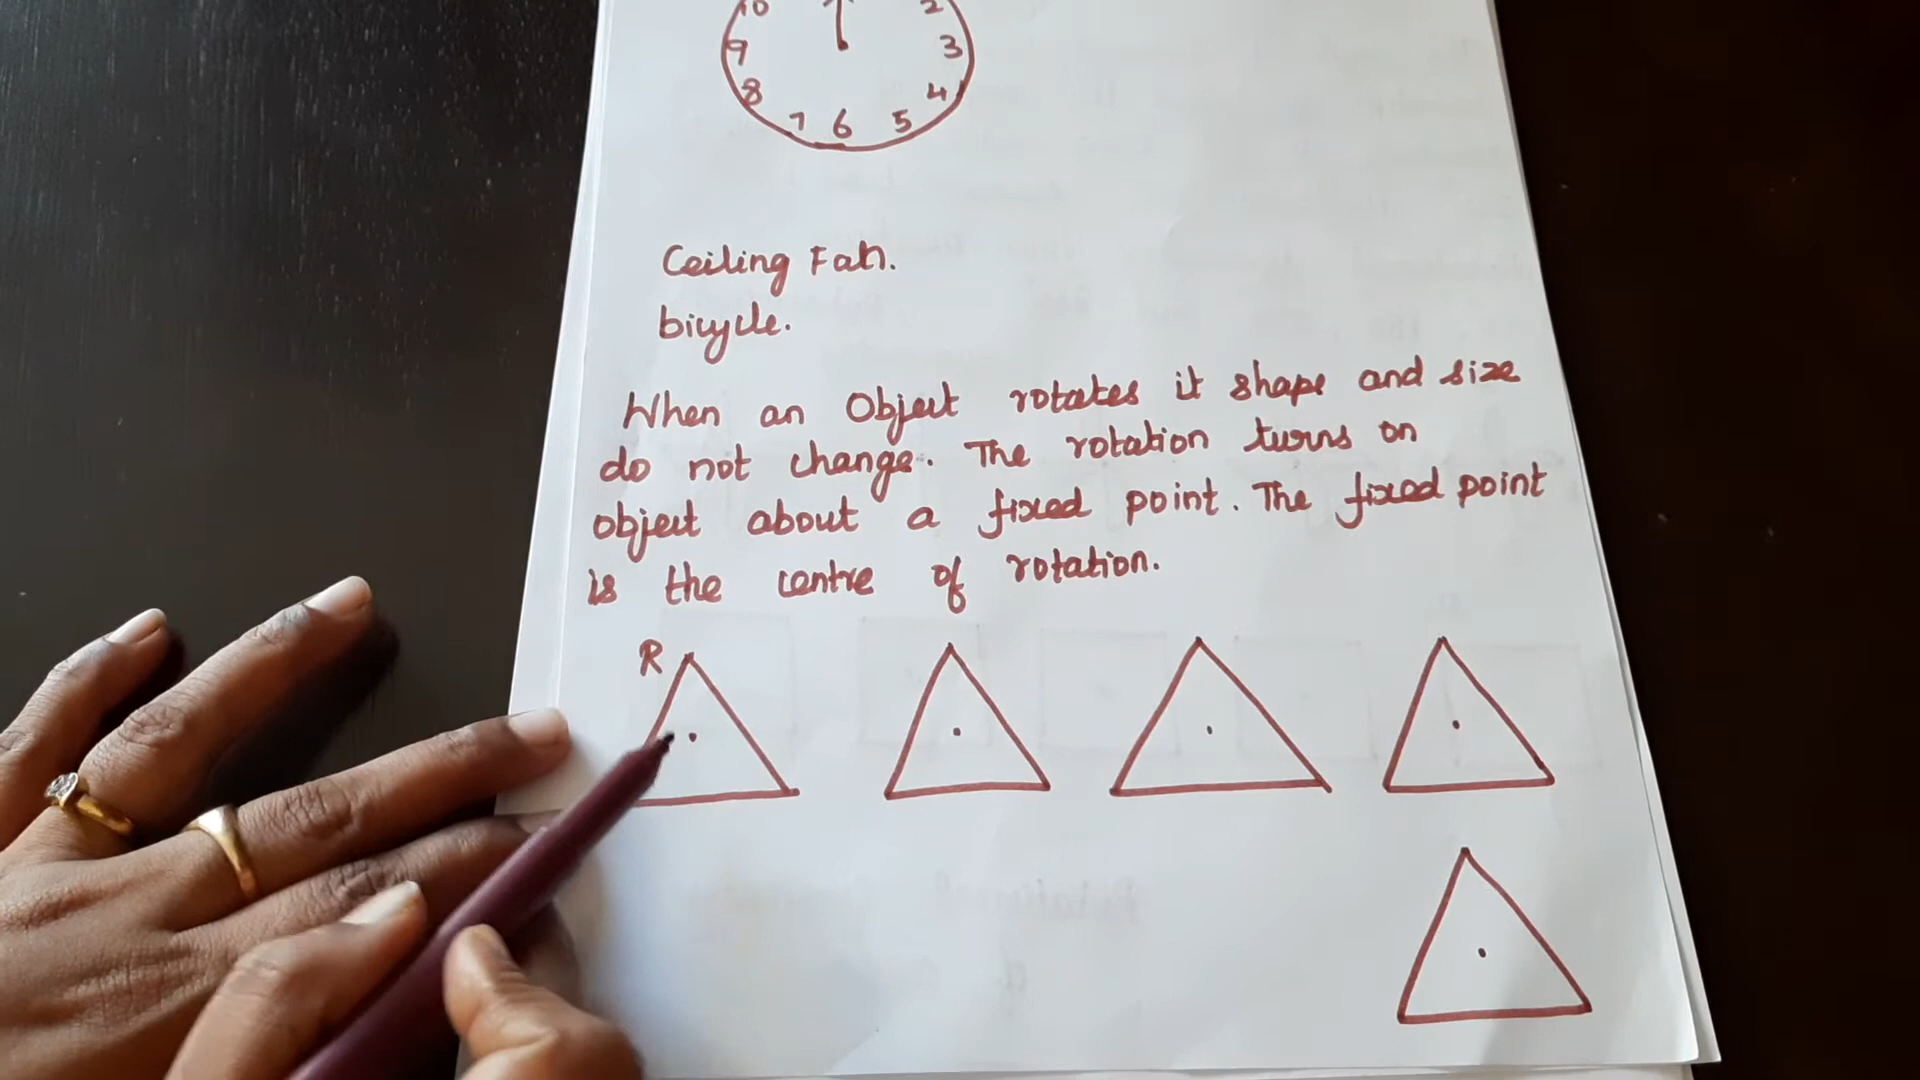 10 2
9 3
8 4
7 6 5
Ceiling Fan.
bicycle.
When an Object rotates it shape and size
do not change. The rotation turns on
object about a fixed point. The fixed point
is the centre of rotation.
R